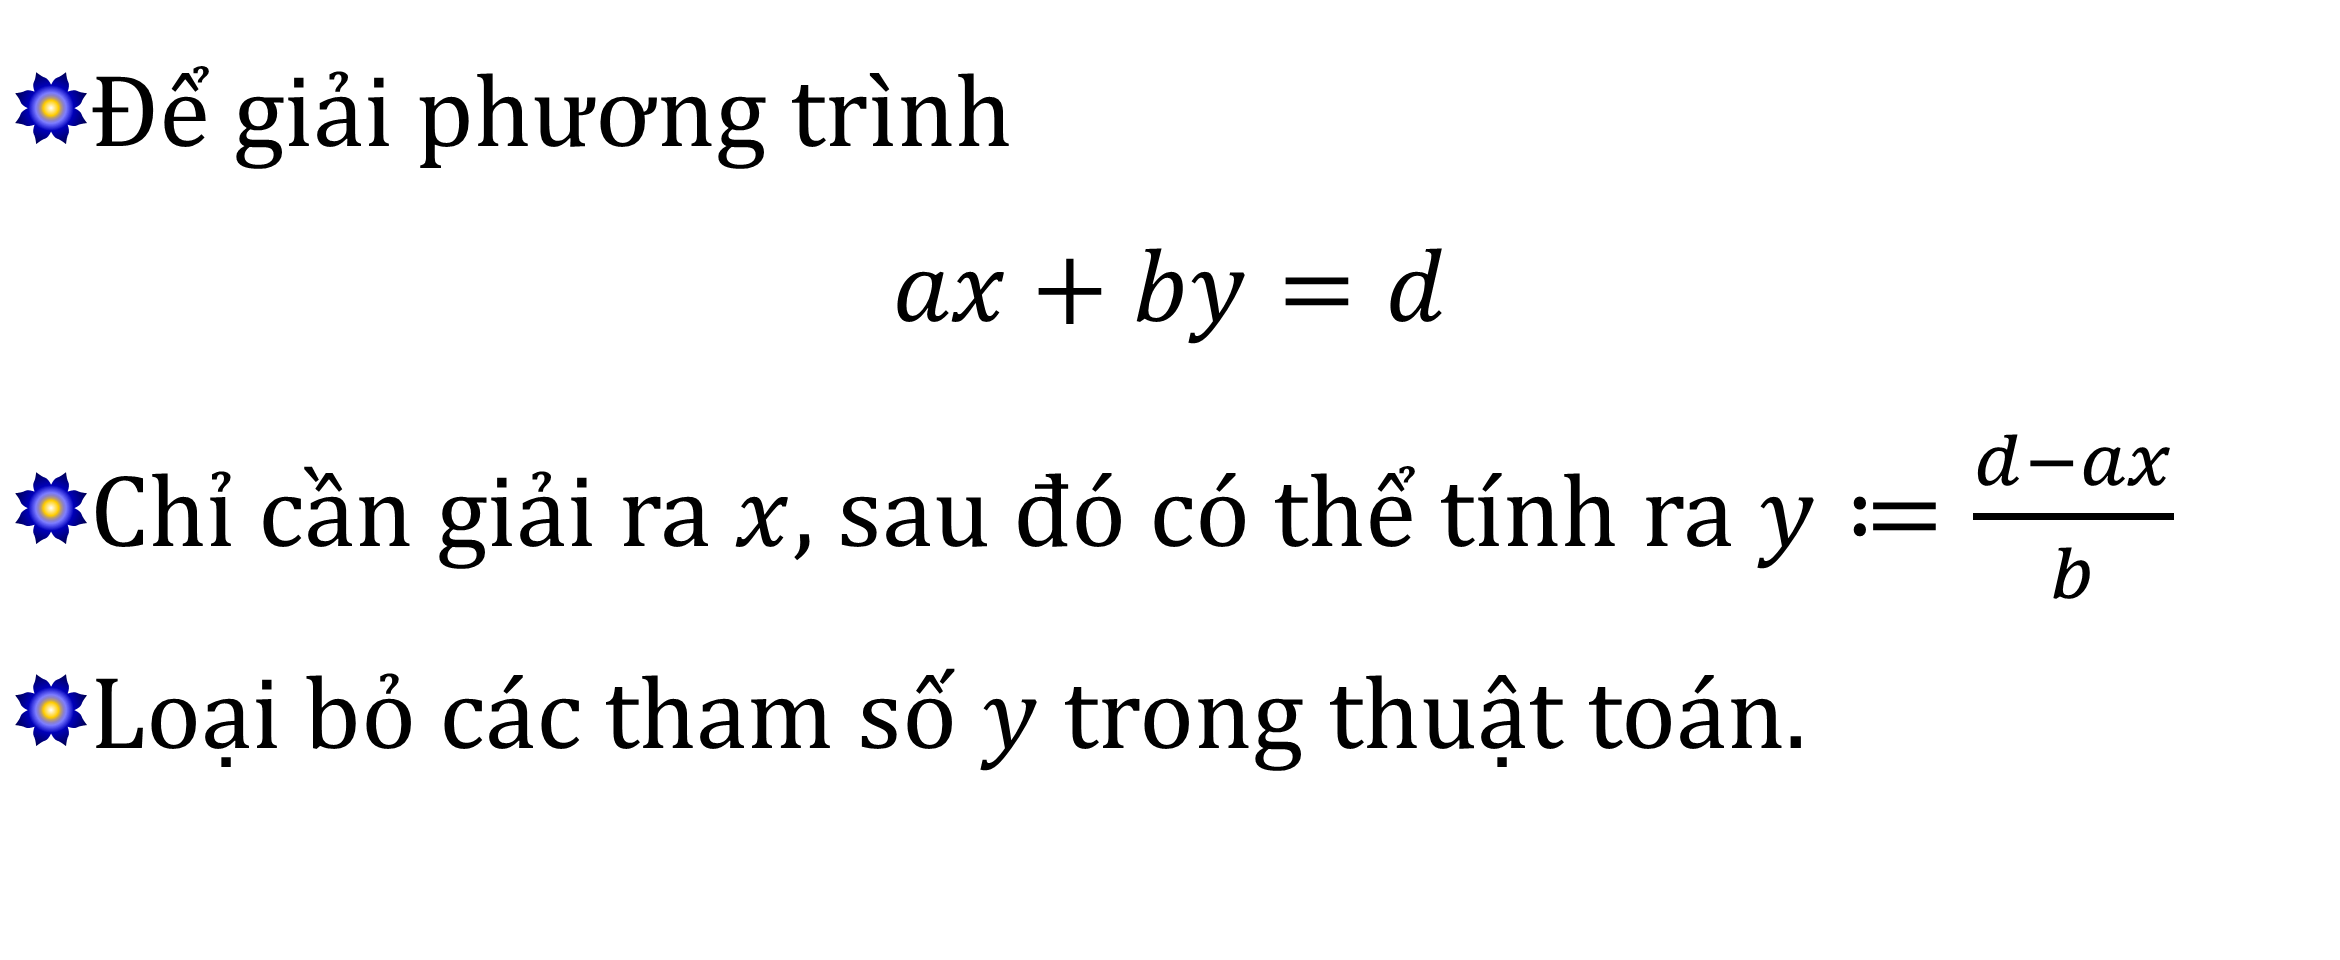 Để giải phương trình
ax + by = d
Chỉ cần giải ra x, sau đó có thể tính ra y := (d−ax)/b
Loại bỏ các tham số y trong thuật toán.